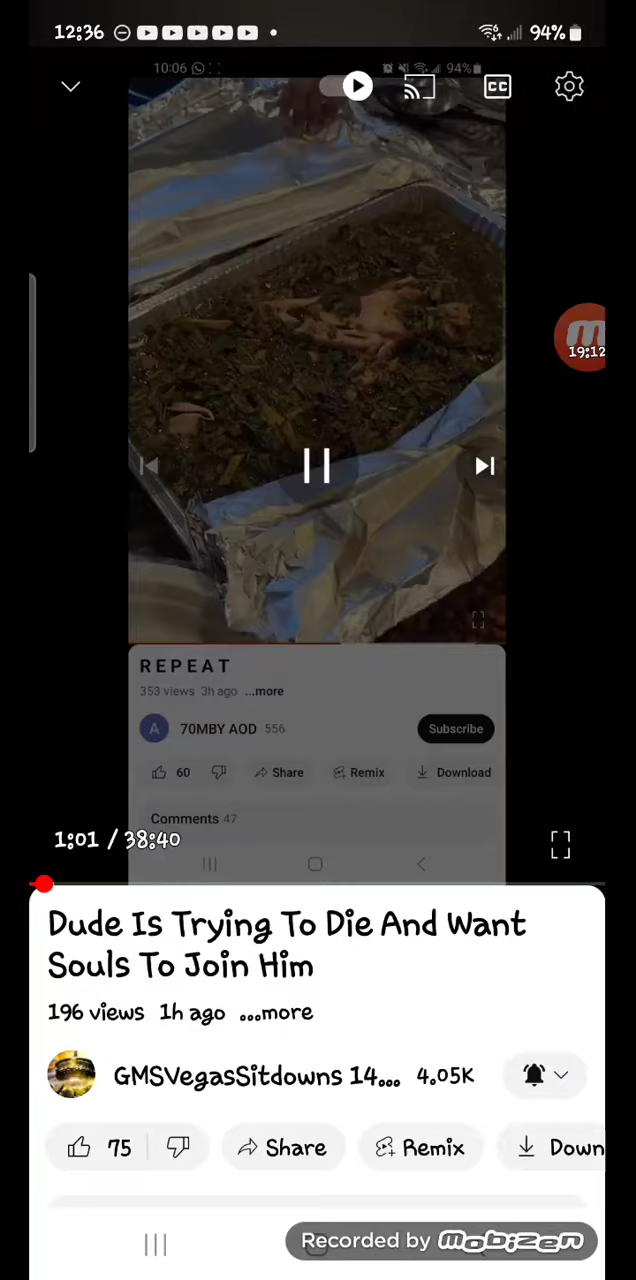 12:36 94%
10:06 94%
CC
19:12
REPEAT
353 views 3h ago ...more
A 70MBY AOD 556 Subscribe
60 Share Remix Download
Comments 47
1:01 / 38:40
Dude Is Trying To Die And Want
Souls To Join Him
196 views 1h ago ...more
GMSVegasSitdowns 14... 4.05K
75 Share Remix Down
Recorded by mobizen